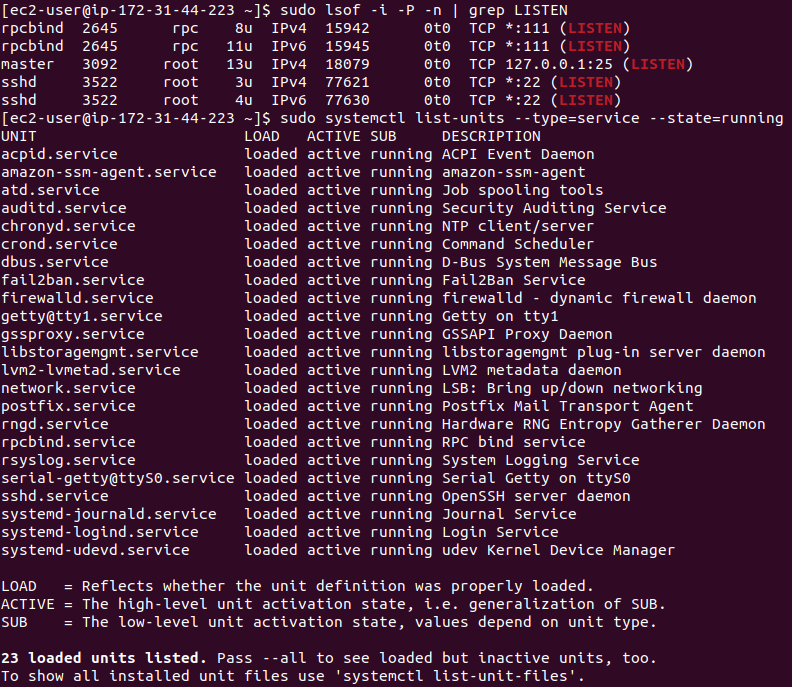 [ec2-user@ip-172-31-44-223 ~]$ sudo lsof -i -P -n | grep LISTEN
rpcbind  2645      rpc    8u  IPv4  15942      0t0  TCP *:111 (LISTEN)
rpcbind  2645      rpc   11u  IPv6  15945      0t0  TCP *:111 (LISTEN)
master   3092     root   13u  IPv4  18079      0t0  TCP 127.0.0.1:25 (LISTEN)
sshd     3522     root    3u  IPv4  77621      0t0  TCP *:22 (LISTEN)
sshd     3522     root    4u  IPv6  77630      0t0  TCP *:22 (LISTEN)
[ec2-user@ip-172-31-44-223 ~]$ sudo systemctl list-units --type=service --state=running
UNIT                       LOAD   ACTIVE SUB     DESCRIPTION
acpid.service              loaded active running ACPI Event Daemon
amazon-ssm-agent.service   loaded active running amazon-ssm-agent
atd.service                loaded active running Job spooling tools
auditd.service             loaded active running Security Auditing Service
chronyd.service            loaded active running NTP client/server
crond.service              loaded active running Command Scheduler
dbus.service               loaded active running D-Bus System Message Bus
fail2ban.service           loaded active running Fail2Ban Service
firewalld.service          loaded active running firewalld - dynamic firewall daemon
getty@tty1.service         loaded active running Getty on tty1
gssproxy.service           loaded active running GSSAPI Proxy Daemon
libstoragemgmt.service     loaded active running libstoragemgmt plug-in server daemon
lvm2-lvmetad.service       loaded active running LVM2 metadata daemon
network.service            loaded active running LSB: Bring up/down networking
postfix.service            loaded active running Postfix Mail Transport Agent
rngd.service               loaded active running Hardware RNG Entropy Gatherer Daemon
rpcbind.service            loaded active running RPC bind service
rsyslog.service            loaded active running System Logging Service
serial-getty@ttyS0.service loaded active running Serial Getty on ttyS0
sshd.service               loaded active running OpenSSH server daemon
systemd-journald.service   loaded active running Journal Service
systemd-logind.service     loaded active running Login Service
systemd-udevd.service      loaded active running udev Kernel Device Manager

LOAD   = Reflects whether the unit definition was properly loaded.
ACTIVE = The high-level unit activation state, i.e. generalization of SUB.
SUB    = The low-level unit activation state, values depend on unit type.

23 loaded units listed. Pass --all to see loaded but inactive units, too.
To show all installed unit files use 'systemctl list-unit-files'.